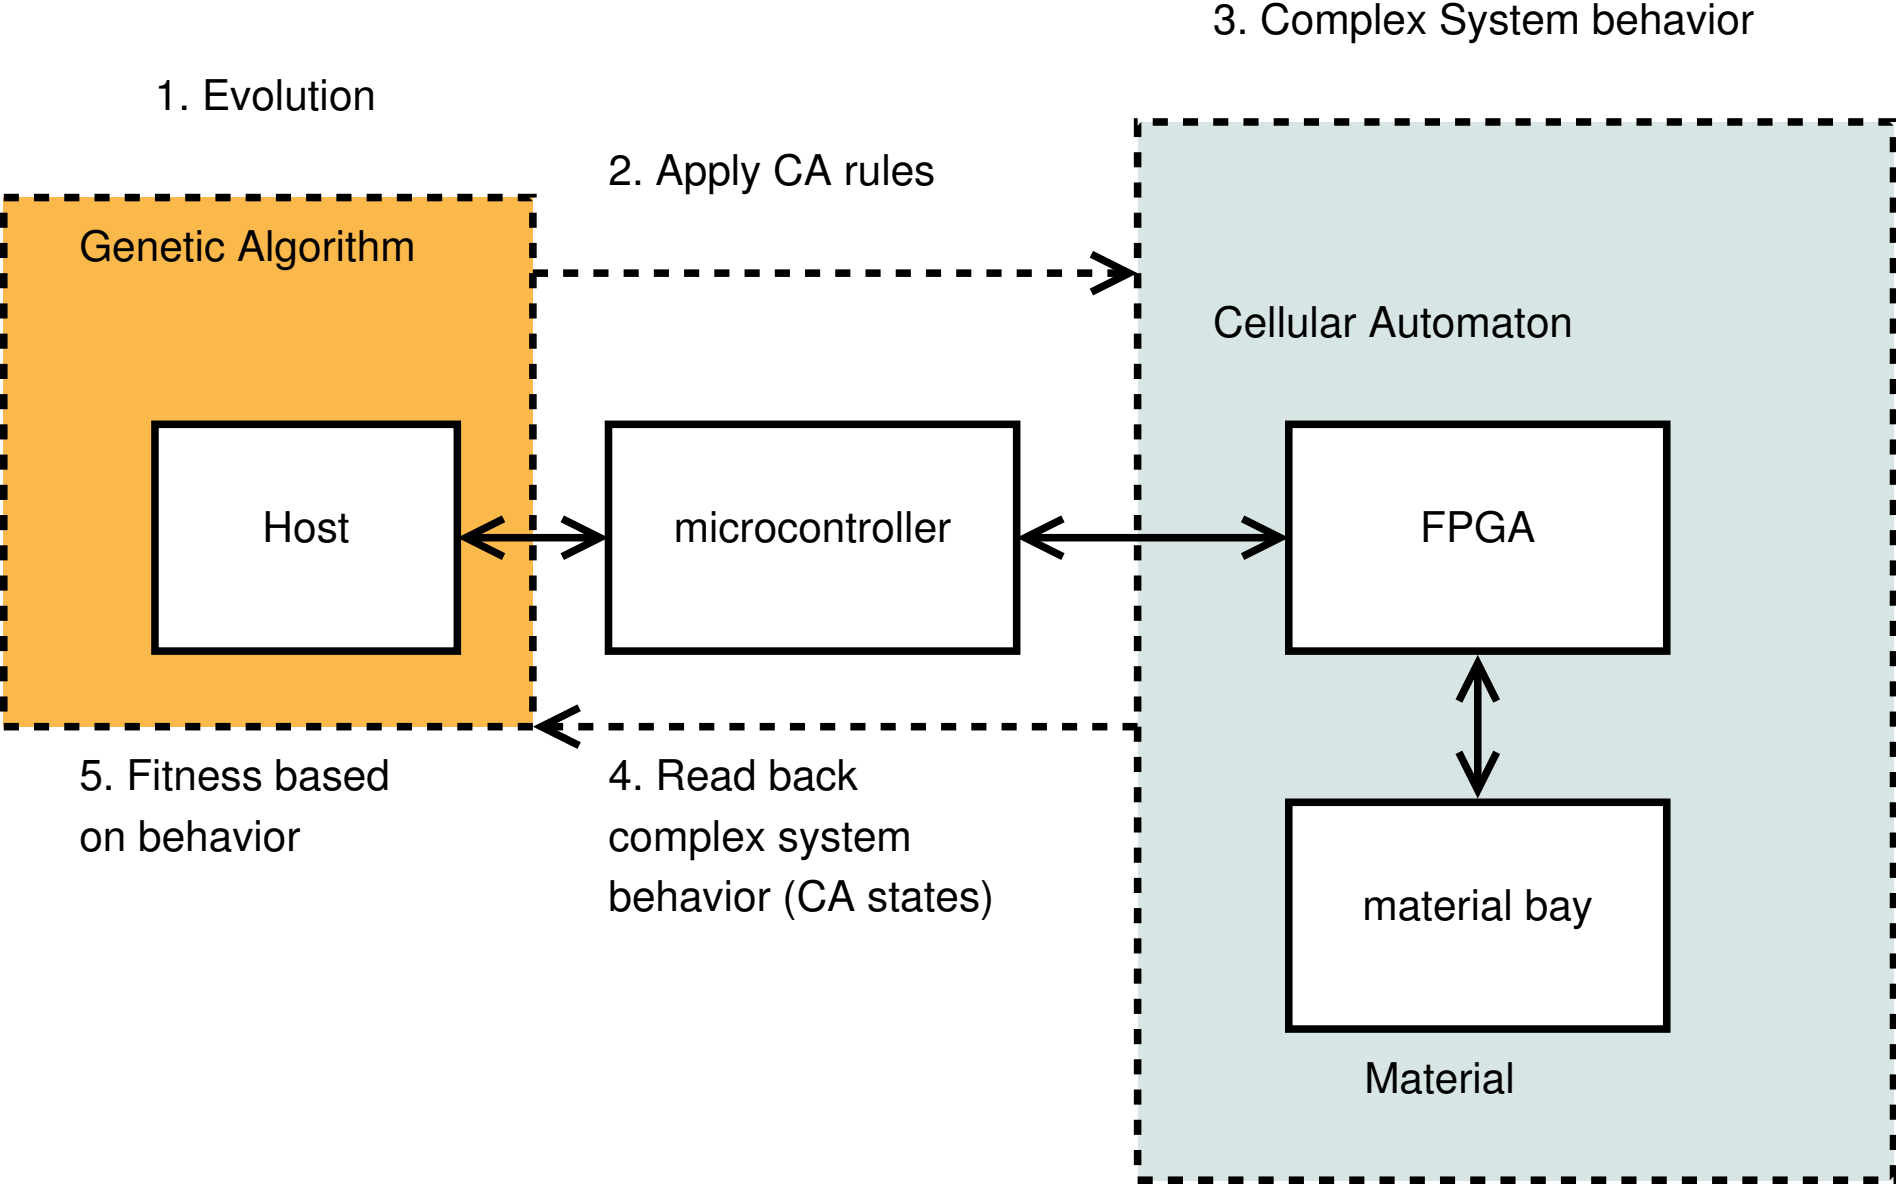 3. Complex System behavior
1. Evolution
2. Apply CA rules
Genetic Algorithm
Cellular Automaton
Host
microcontroller
FPGA
5. Fitness based
on behavior
4. Read back
complex system
behavior (CA states)
material bay
Material